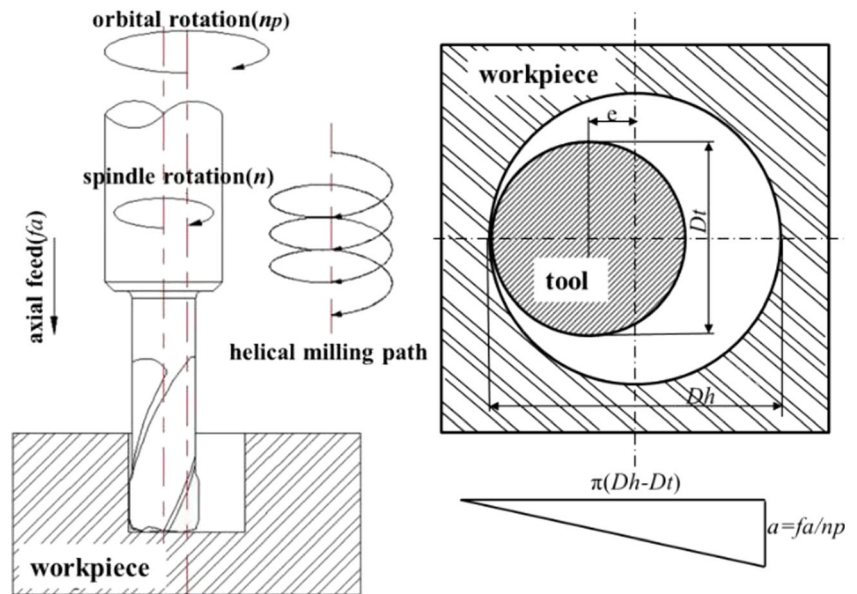 orbital rotation(np)
spindle rotation(n)
axial feed(fa)
helical milling path
workpiece
workpiece
e
Dt
tool
Dh
π(Dh-Dt)
a=fa/np